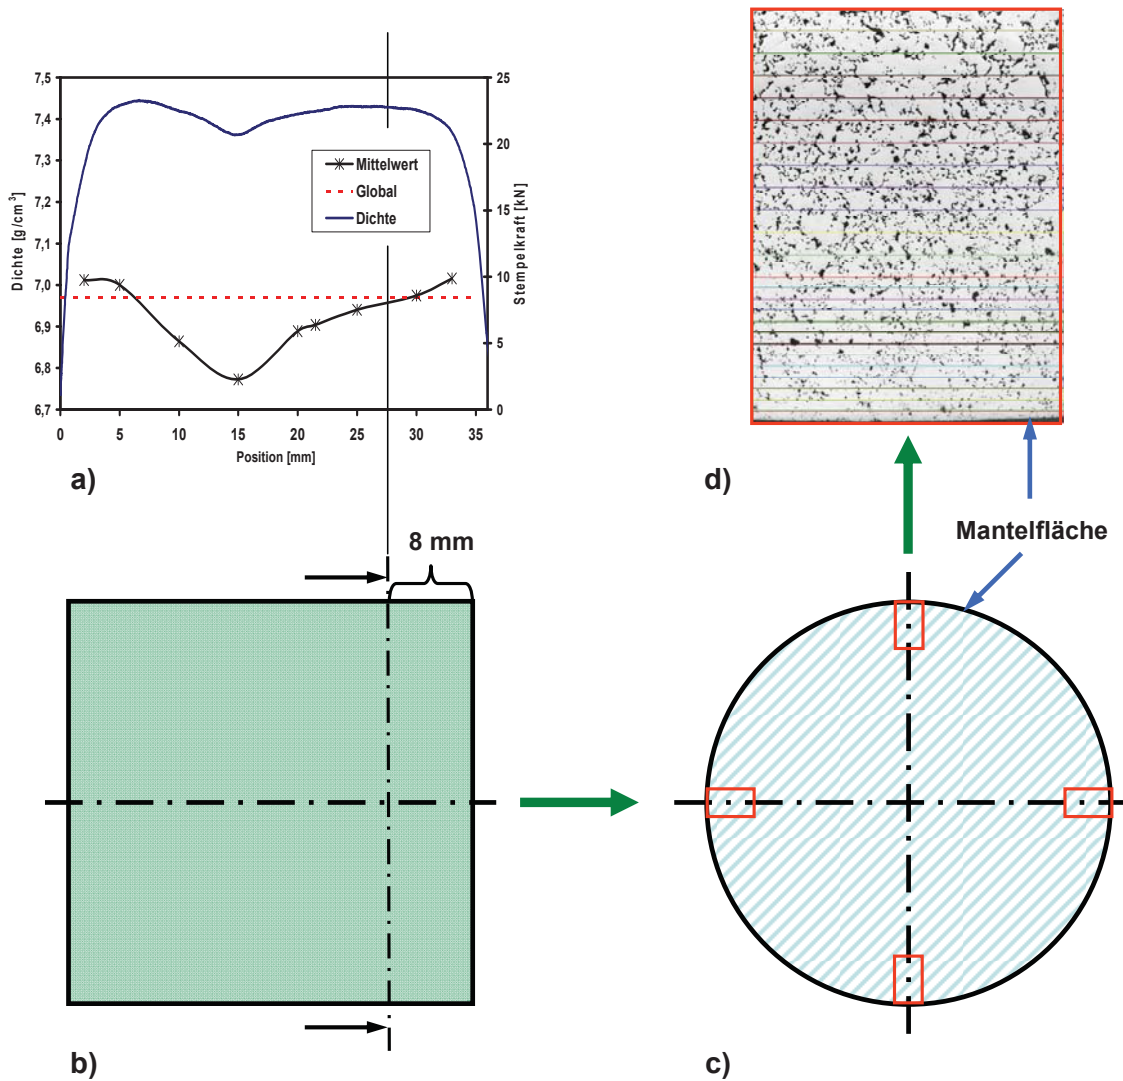 7,5
7,4
7,3
7,2
7,1
7,0
6,9
6,8
6,7
Dichte [g/cm³]
0 5 10 15 20 25 30 35
Position [mm]
25
20
15
10
5
0
Stempelkraft [kN]
Mittelwert
Global
Dichte
a)
d)
Mantelfläche
8 mm
b)
c)